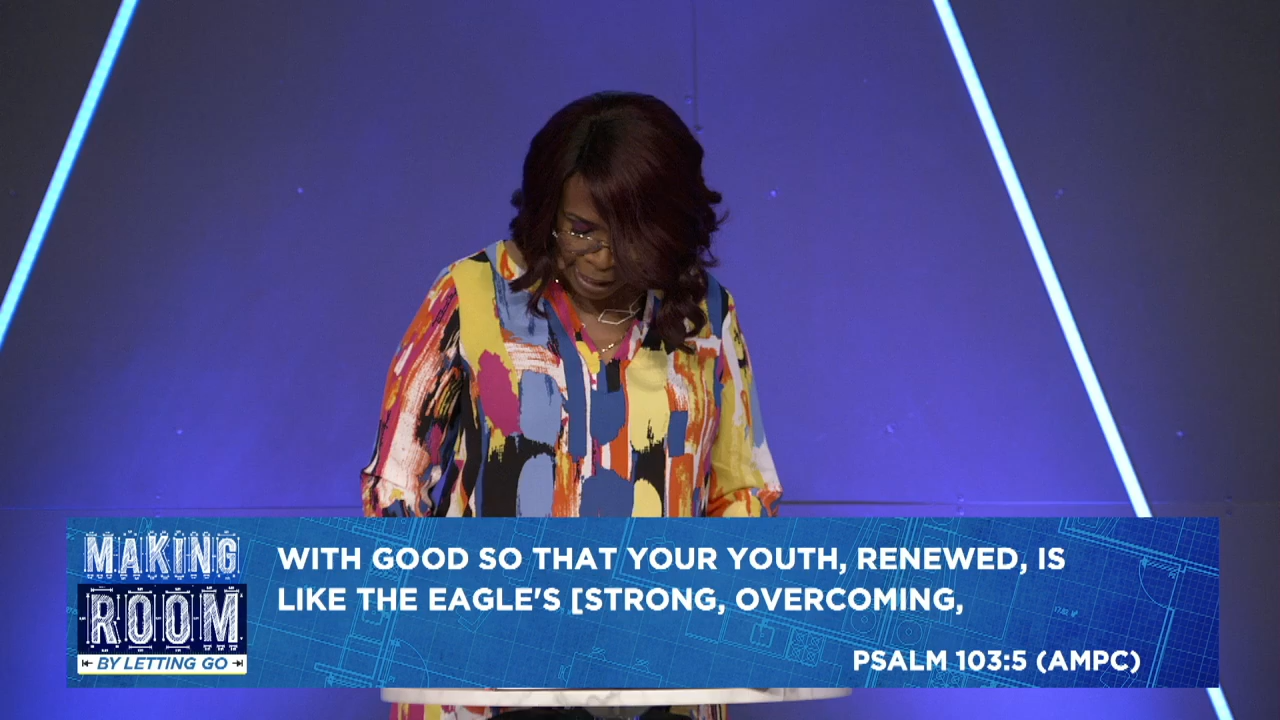 MAKING
ROOM
BY LETTING GO
WITH GOOD SO THAT YOUR YOUTH, RENEWED, IS
LIKE THE EAGLE'S [STRONG, OVERCOMING,
PSALM 103:5 (AMPC)